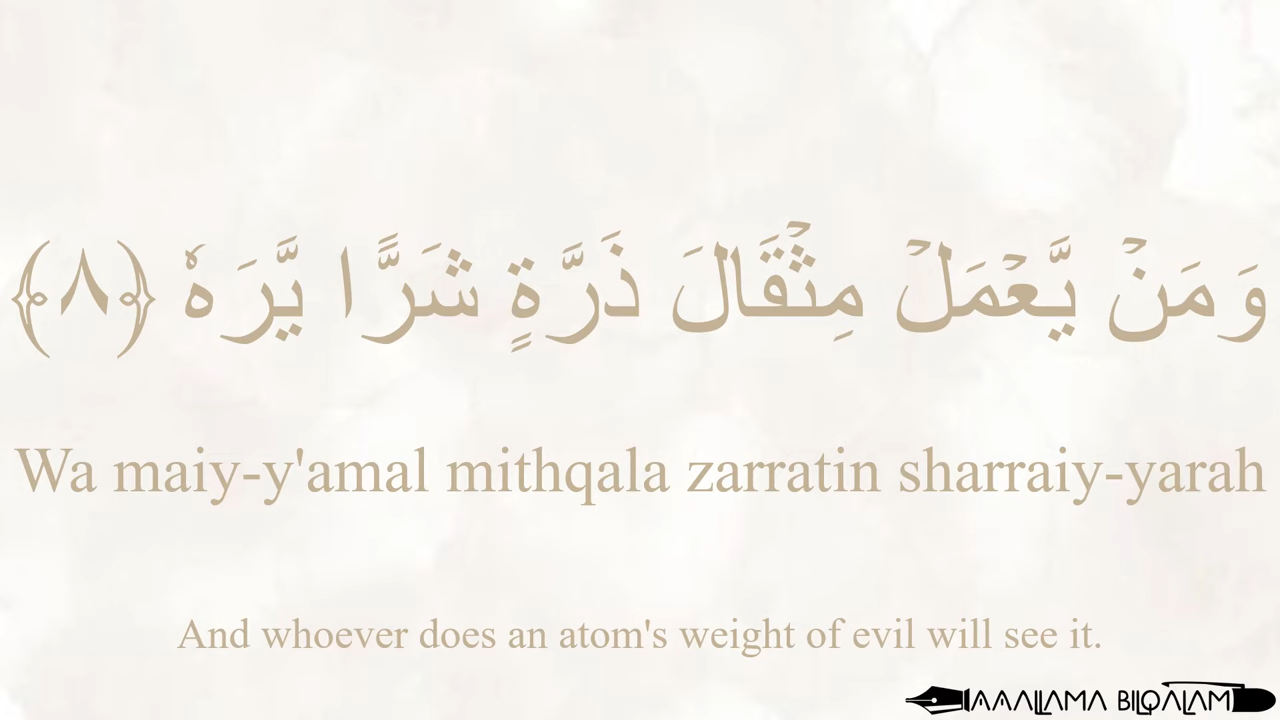 وَمَنْ يَّعْمَلْ مِثْقَالَ ذَرَّةٍ شَرًّا يَّرَهٗ ﴿٨﴾
Wa maiy-y'amal mithqala zarratin sharraiy-yarah
And whoever does an atom's weight of evil will see it.
AAALLAMA BILQALAM